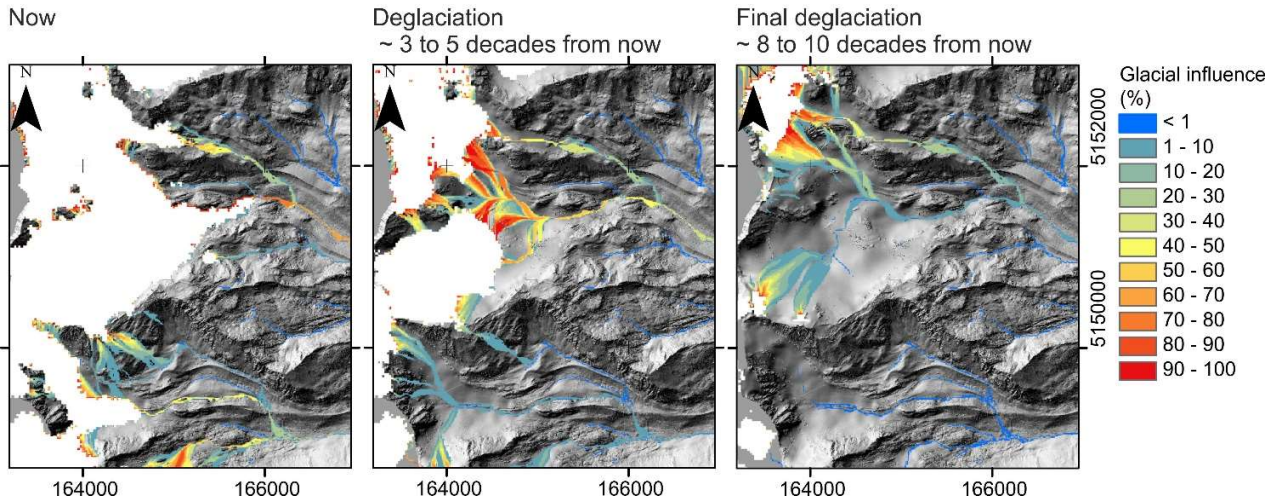 Now
Deglaciation
~ 3 to 5 decades from now
Final deglaciation
~ 8 to 10 decades from now
N
N
N
Glacial influence
(%)
< 1
1 - 10
10 - 20
20 - 30
30 - 40
40 - 50
50 - 60
60 - 70
70 - 80
80 - 90
90 - 100
5152000
5150000
164000
166000
164000
166000
164000
166000